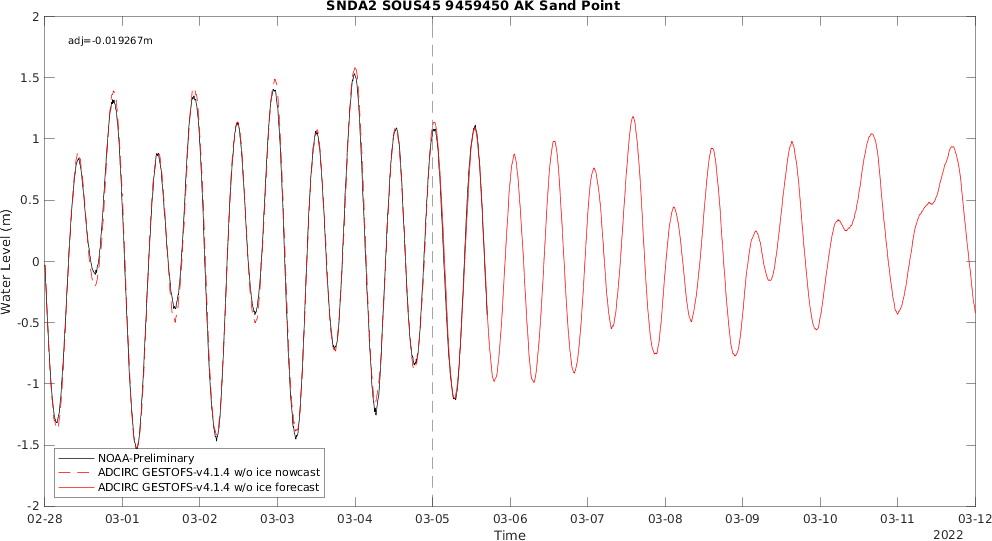 SNDA2 SOUS45 9459450 AK Sand Point
adj=-0.019267m
2
1.5
1
0.5
0
-0.5
-1
-1.5
-2
Water Level (m)
NOAA-Preliminary
ADCIRC GESTOFS-v4.1.4 w/o ice nowcast
ADCIRC GESTOFS-v4.1.4 w/o ice forecast
02-28 03-01 03-02 03-03 03-04 03-05 03-06 03-07 03-08 03-09 03-10 03-11 03-12
Time
2022